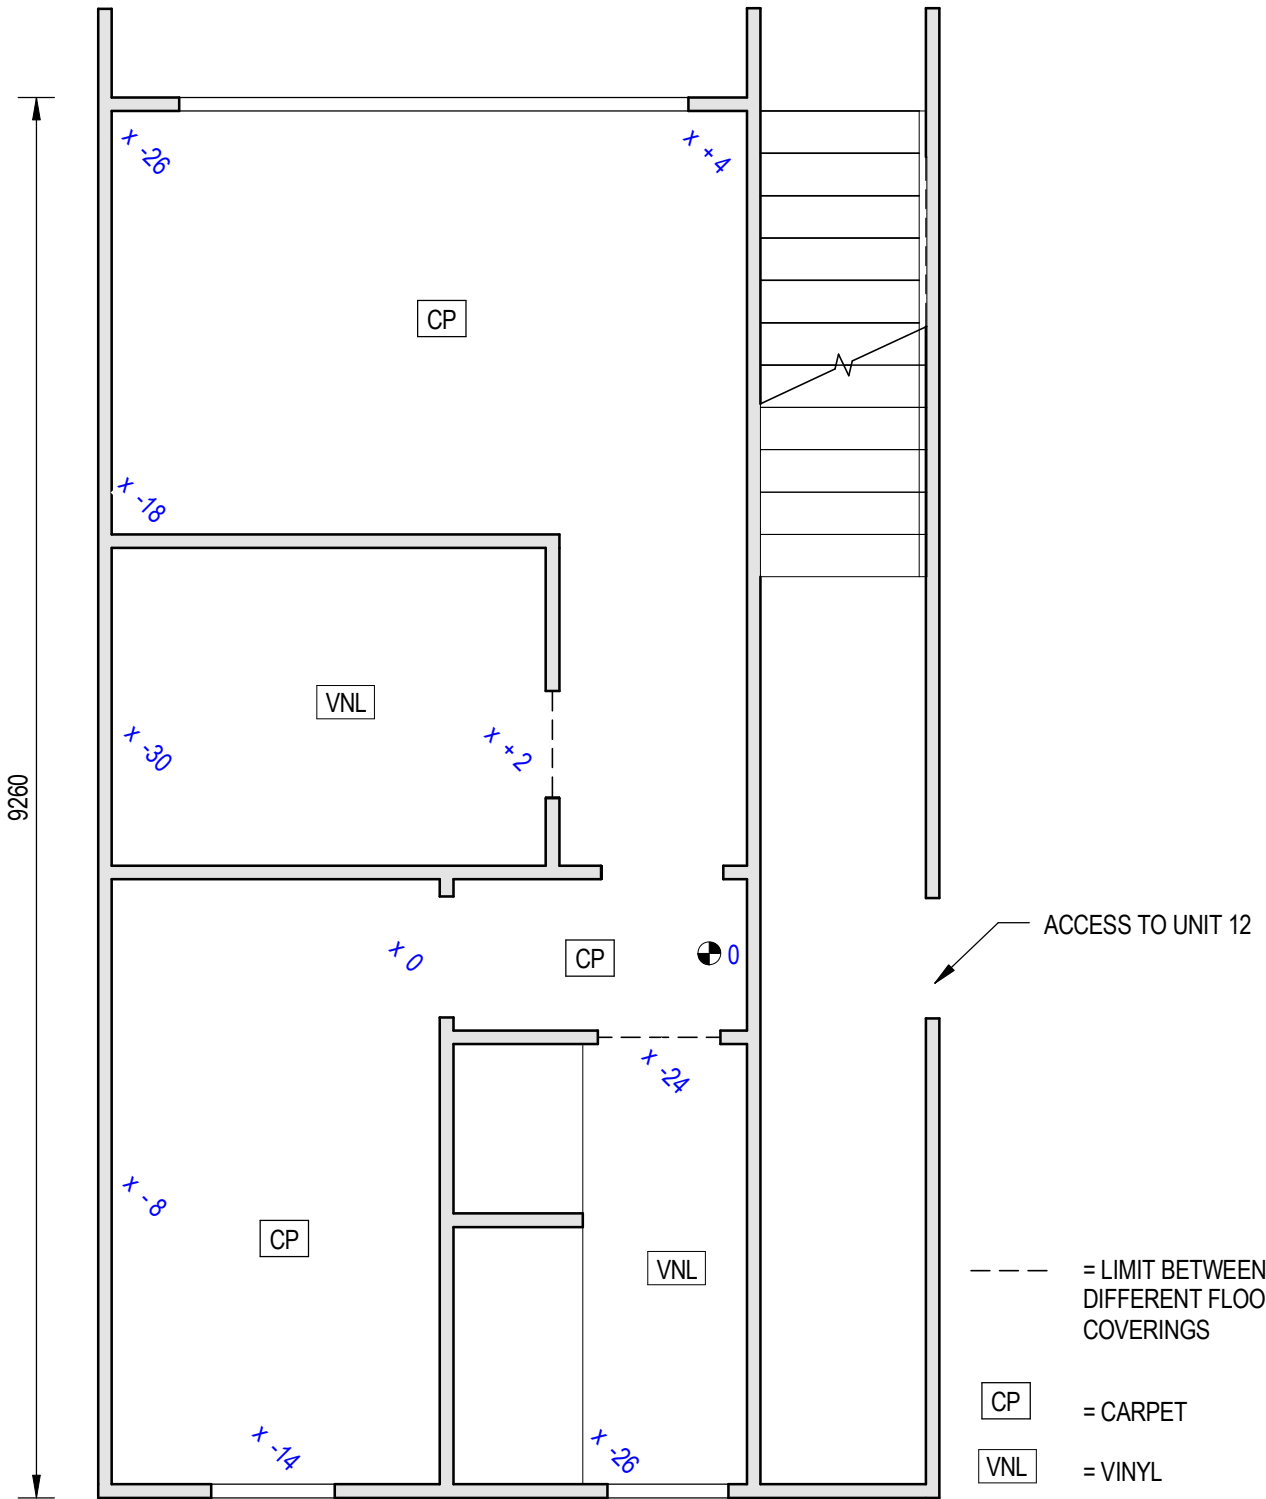 x -26
x + 4
CP
x -18
VNL
x -30
x + 2
9260
x 0
CP
0
ACCESS TO UNIT 12
x -24
x - 8
CP
VNL
= LIMIT BETWEEN
DIFFERENT FLOO
COVERINGS
CP
= CARPET
x -14
x -26
VNL
= VINYL